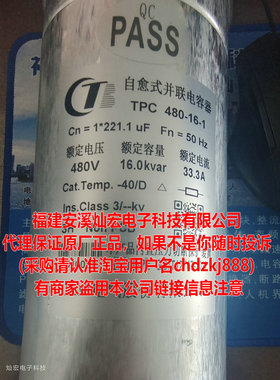 QC
PASS
自愈式并联电容器
TPC 480-16-1
Cn = 1*221.1 uF Fn = 50 Hz
额定电压 额定容量 额定电流
480V 16.0kvar 33.3A
Cat.Temp. -40/D
Ins.Class 3/--kv
福建安溪灿宏电子科技有限公司
代理保证原厂正品，如果不是你随时投诉
(采购请认准淘宝用户名chdzkj888)
有商家盗用本公司链接信息注意
灿宏电子科技